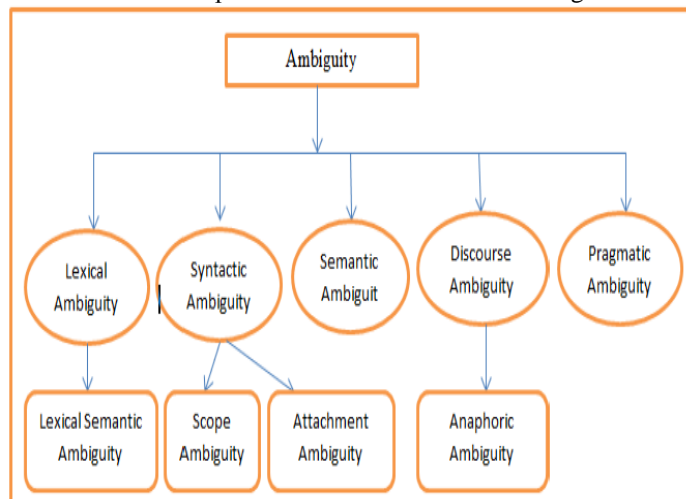 Ambiguity
Lexical
Ambiguity
Syntactic
Ambiguity
Semantic
Ambiguit
Discourse
Ambiguity
Pragmatic
Ambiguity
Lexical Semantic
Ambiguity
Scope
Ambiguity
Attachment
Ambiguity
Anaphoric
Ambiguity